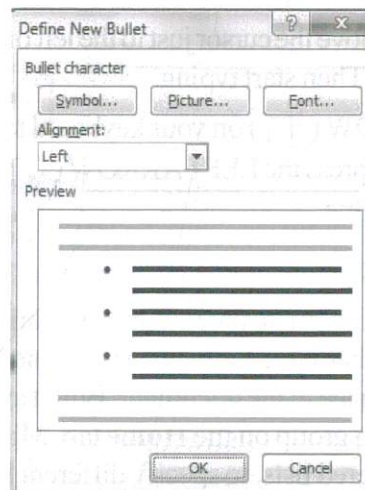 Define New Bullet
Bullet character
Symbol... Picture... Font...
Alignment:
Left
Preview
OK Cancel